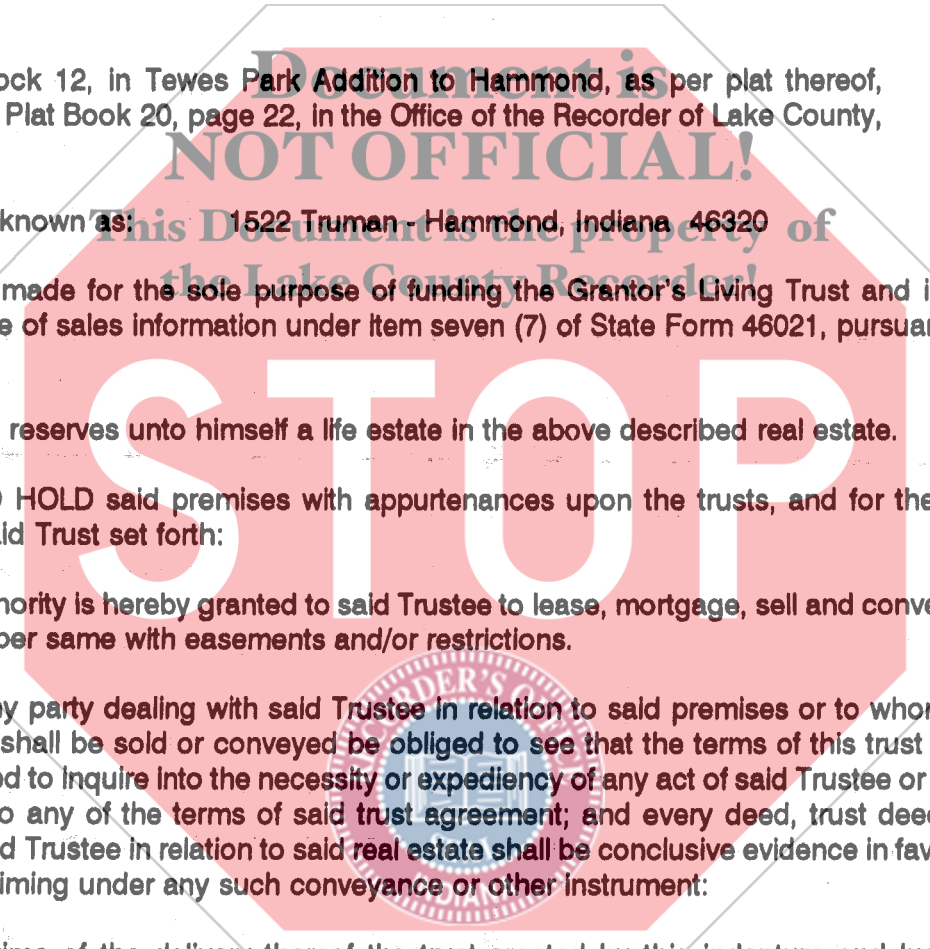 Document is
ock 12, in Tewes Park Addition to Hammond, as per plat thereof,
Plat Book 20, page 22, in the Office of the Recorder of Lake County,
NOT OFFICIAL!
known as: 1522 Truman - Hammond, Indiana 46320
This Document is the property of
the Lake County Recorder!
made for the sole purpose of funding the Grantor's Living Trust and i
e of sales information under item seven (7) of State Form 46021, pursuan
STOP
reserves unto himself a life estate in the above described real estate.
O HOLD said premises with appurtenances upon the trusts, and for the
id Trust set forth:
hority is hereby granted to said Trustee to lease, mortgage, sell and conve
ber same with easements and/or restrictions.
RECORDER'S OFFICE
ny party dealing with said Trustee in relation to said premises or to whom
shall be sold or conveyed be obliged to see that the terms of this trust
ed to inquire into the necessity or expediency of any act of said Trustee or
o any of the terms of said trust agreement; and every deed, trust deed
d Trustee in relation to said real estate shall be conclusive evidence in fav
iming under any such conveyance or other instrument:
INDIANA